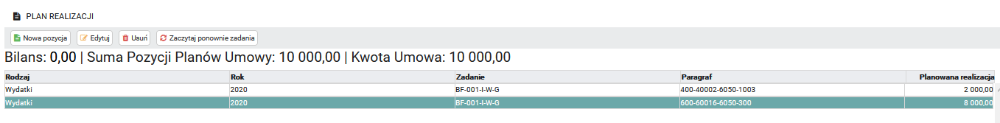 PLAN REALIZACJI
Nowa pozycja Edytuj Usuń Zaczytaj ponownie zadania
Bilans: 0,00 | Suma Pozycji Planów Umowy: 10 000,00 | Kwota Umowa: 10 000,00
Rodzaj Rok Zadanie Paragraf Planowana realizacja
Wydatki 2020 BF-001-I-W-G 400-40002-6050-1003 2 000,00
Wydatki 2020 BF-001-I-W-G 600-60016-6050-300 8 000,00